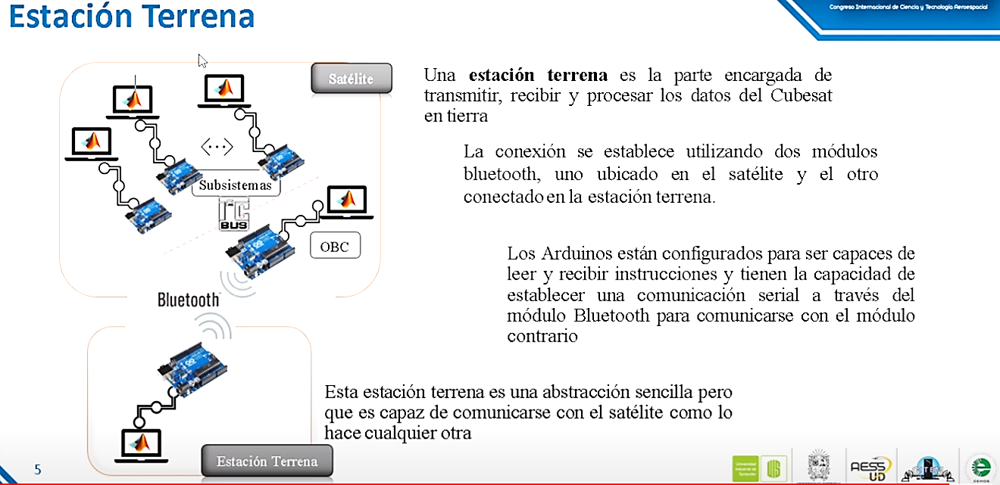 Estación Terrena
Congreso Internacional de Ciencia y Tecnología Aeroespacial
Satélite
Subsistemas
I²C
BUS
OBC
Bluetooth
Estación Terrena
Una estación terrena es la parte encargada de
transmitir, recibir y procesar los datos del Cubesat
en tierra
La conexión se establece utilizando dos módulos
bluetooth, uno ubicado en el satélite y el otro
conectado en la estación terrena.
Los Arduinos están configurados para ser capaces de
leer y recibir instrucciones y tienen la capacidad de
establecer una comunicación serial a través del
módulo Bluetooth para comunicarse con el módulo
contrario
Esta estación terrena es una abstracción sencilla pero
que es capaz de comunicarse con el satélite como lo
hace cualquier otra
5
Universidad
Industrial de
Santander
UIS
AESS
UD